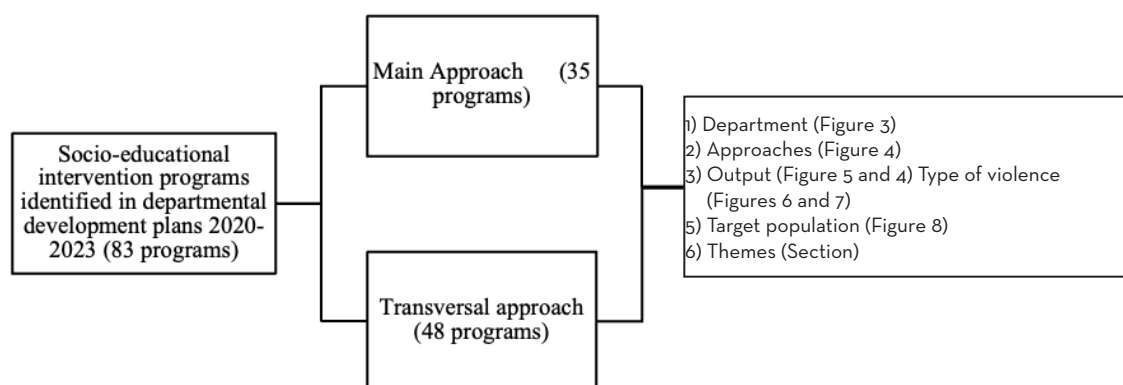 Socio-educational
intervention programs
identified in departmental
development plans 2020-
2023 (83 programs)
Main Approach (35
programs)
Transversal approach
(48 programs)
1) Department (Figure 3)
2) Approaches (Figure 4)
3) Output (Figure 5 and 4) Type of violence
(Figures 6 and 7)
5) Target population (Figure 8)
6) Themes (Section)